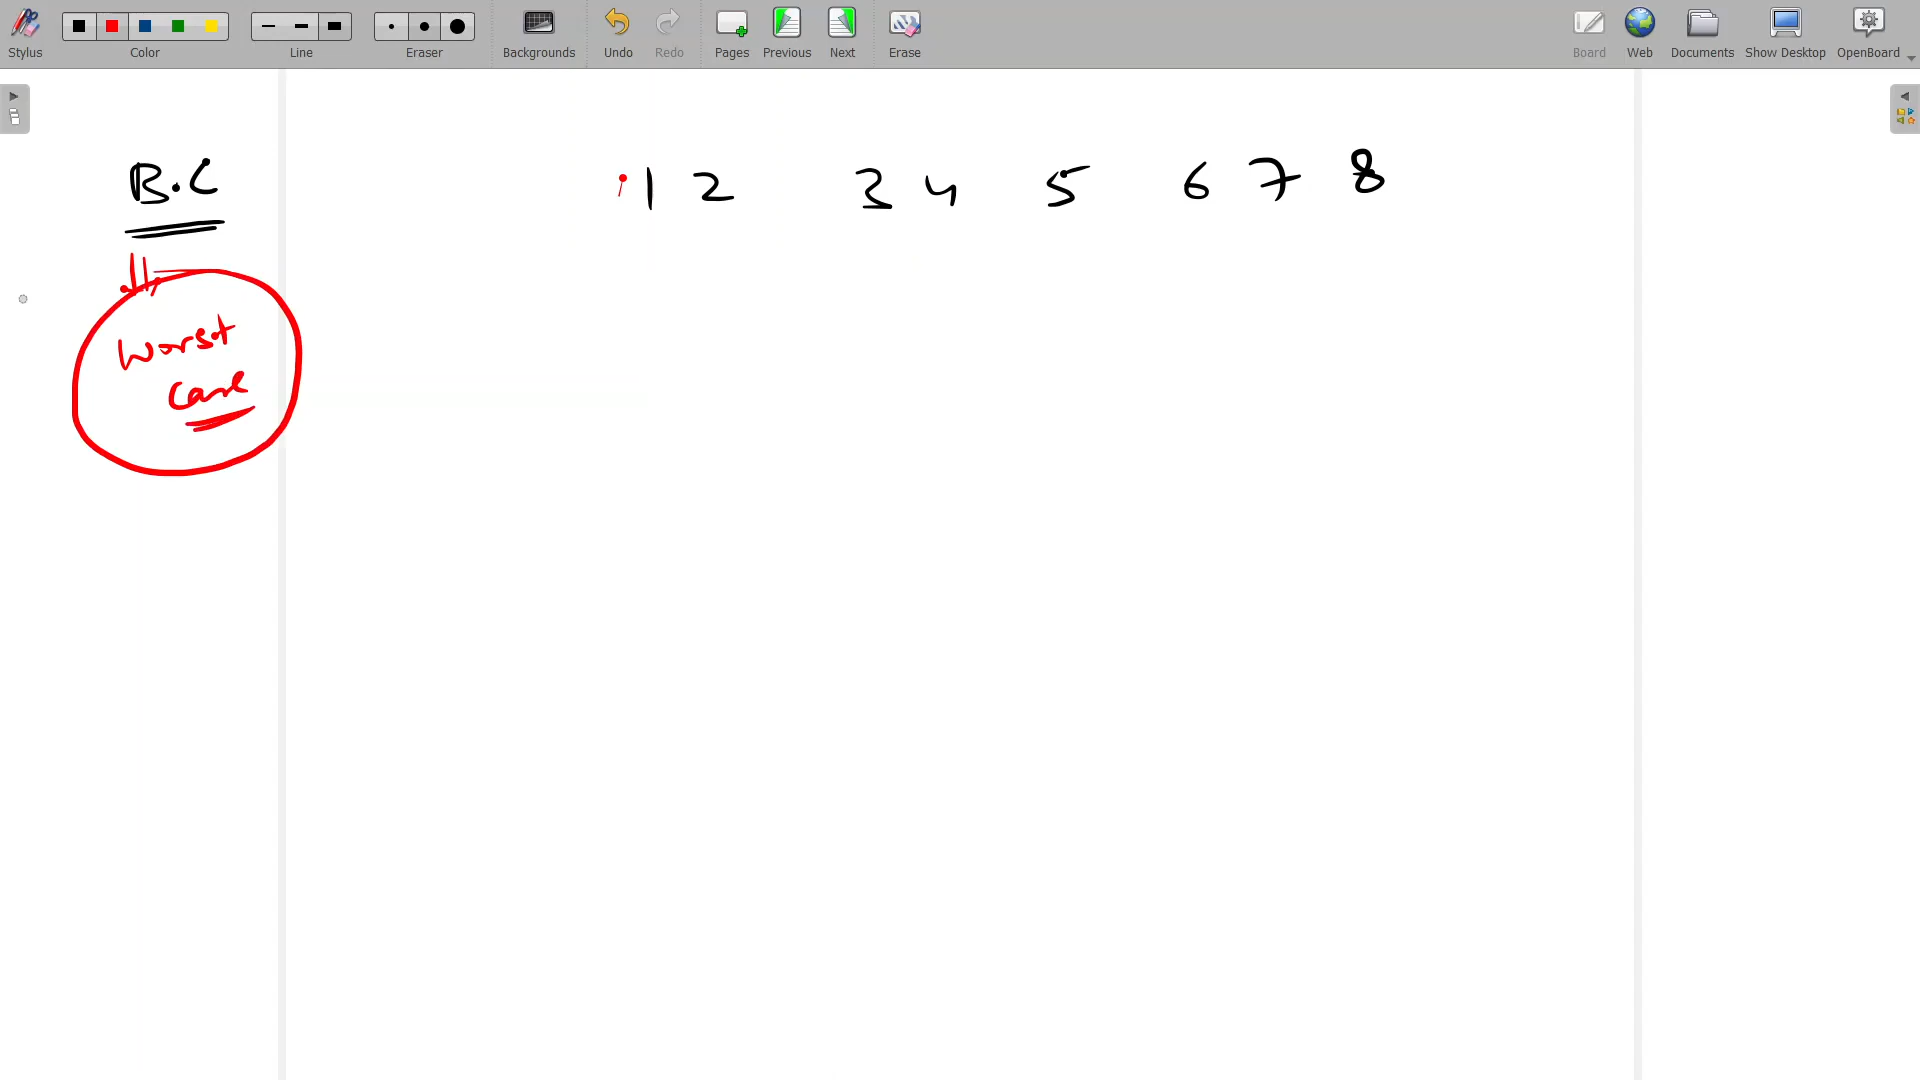 Stylus Color Line Eraser Backgrounds Undo Redo Pages Previous Next Erase Board Web Documents Show Desktop OpenBoard
B.C 1 2 3 4 5 6 7 8
Worst
Case